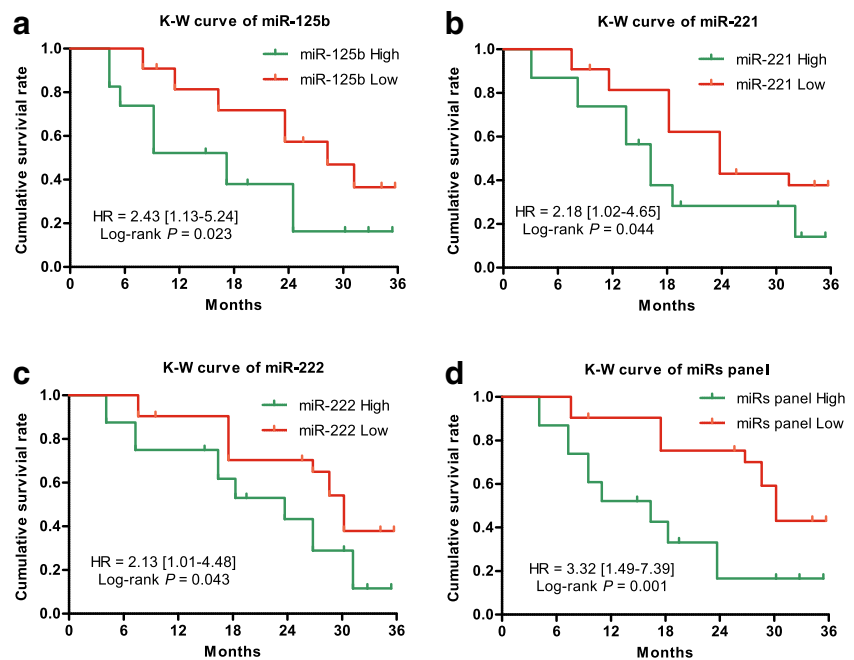 a
K-W curve of miR-125b
miR-125b High
miR-125b Low
Cumulative survivial rate
1.0
0.8
0.6
0.4
0.2
0.0
HR = 2.43 [1.13-5.24]
Log-rank P = 0.023
0 6 12 18 24 30 36
Months
b
K-W curve of miR-221
miR-221 High
miR-221 Low
Cumulative survivial rate
1.0
0.8
0.6
0.4
0.2
0.0
HR = 2.18 [1.02-4.65]
Log-rank P = 0.044
0 6 12 18 24 30 36
Months
c
K-W curve of miR-222
miR-222 High
miR-222 Low
Cumulative survivial rate
1.0
0.8
0.6
0.4
0.2
0.0
HR = 2.13 [1.01-4.48]
Log-rank P = 0.043
0 6 12 18 24 30 36
Months
d
K-W curve of miRs panel
miRs panel High
miRs panel Low
Cumulative survivial rate
1.0
0.8
0.6
0.4
0.2
0.0
HR = 3.32 [1.49-7.39]
Log-rank P = 0.001
0 6 12 18 24 30 36
Months